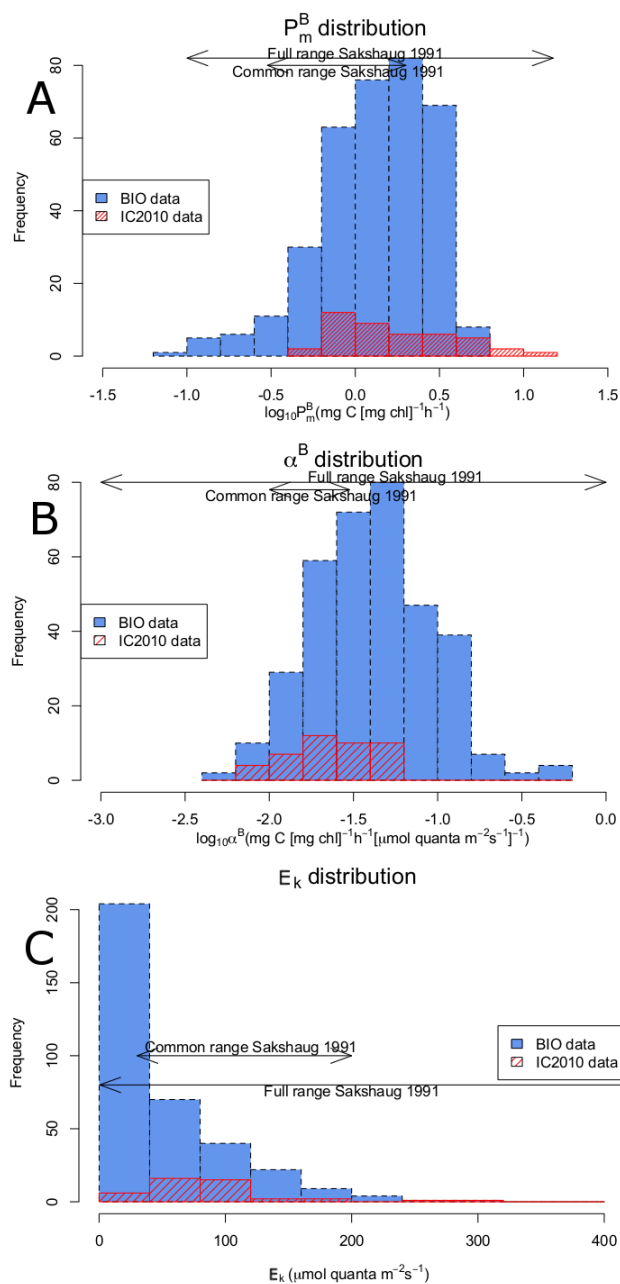 P_m^B distribution
Full range Sakshaug 1991
Common range Sakshaug 1991
A
80
60
40
20
0
Frequency
BIO data
IC2010 data
-1.5 -1.0 -0.5 0.0 0.5 1.0 1.5
log₁₀P_m^B(mg C [mg chl]⁻¹h⁻¹)
α^B distribution
Full range Sakshaug 1991
Common range Sakshaug 1991
B
80
60
40
20
0
Frequency
BIO data
IC2010 data
-3.0 -2.5 -2.0 -1.5 -1.0 -0.5 0.0
log₁₀α^B(mg C [mg chl]⁻¹h⁻¹[μmol quanta m⁻²s⁻¹]⁻¹)
E_k distribution
C
200
150
100
50
0
Frequency
Common range Sakshaug 1991
Full range Sakshaug 1991
BIO data
IC2010 data
0 100 200 300 400
E_k (μmol quanta m⁻²s⁻¹)